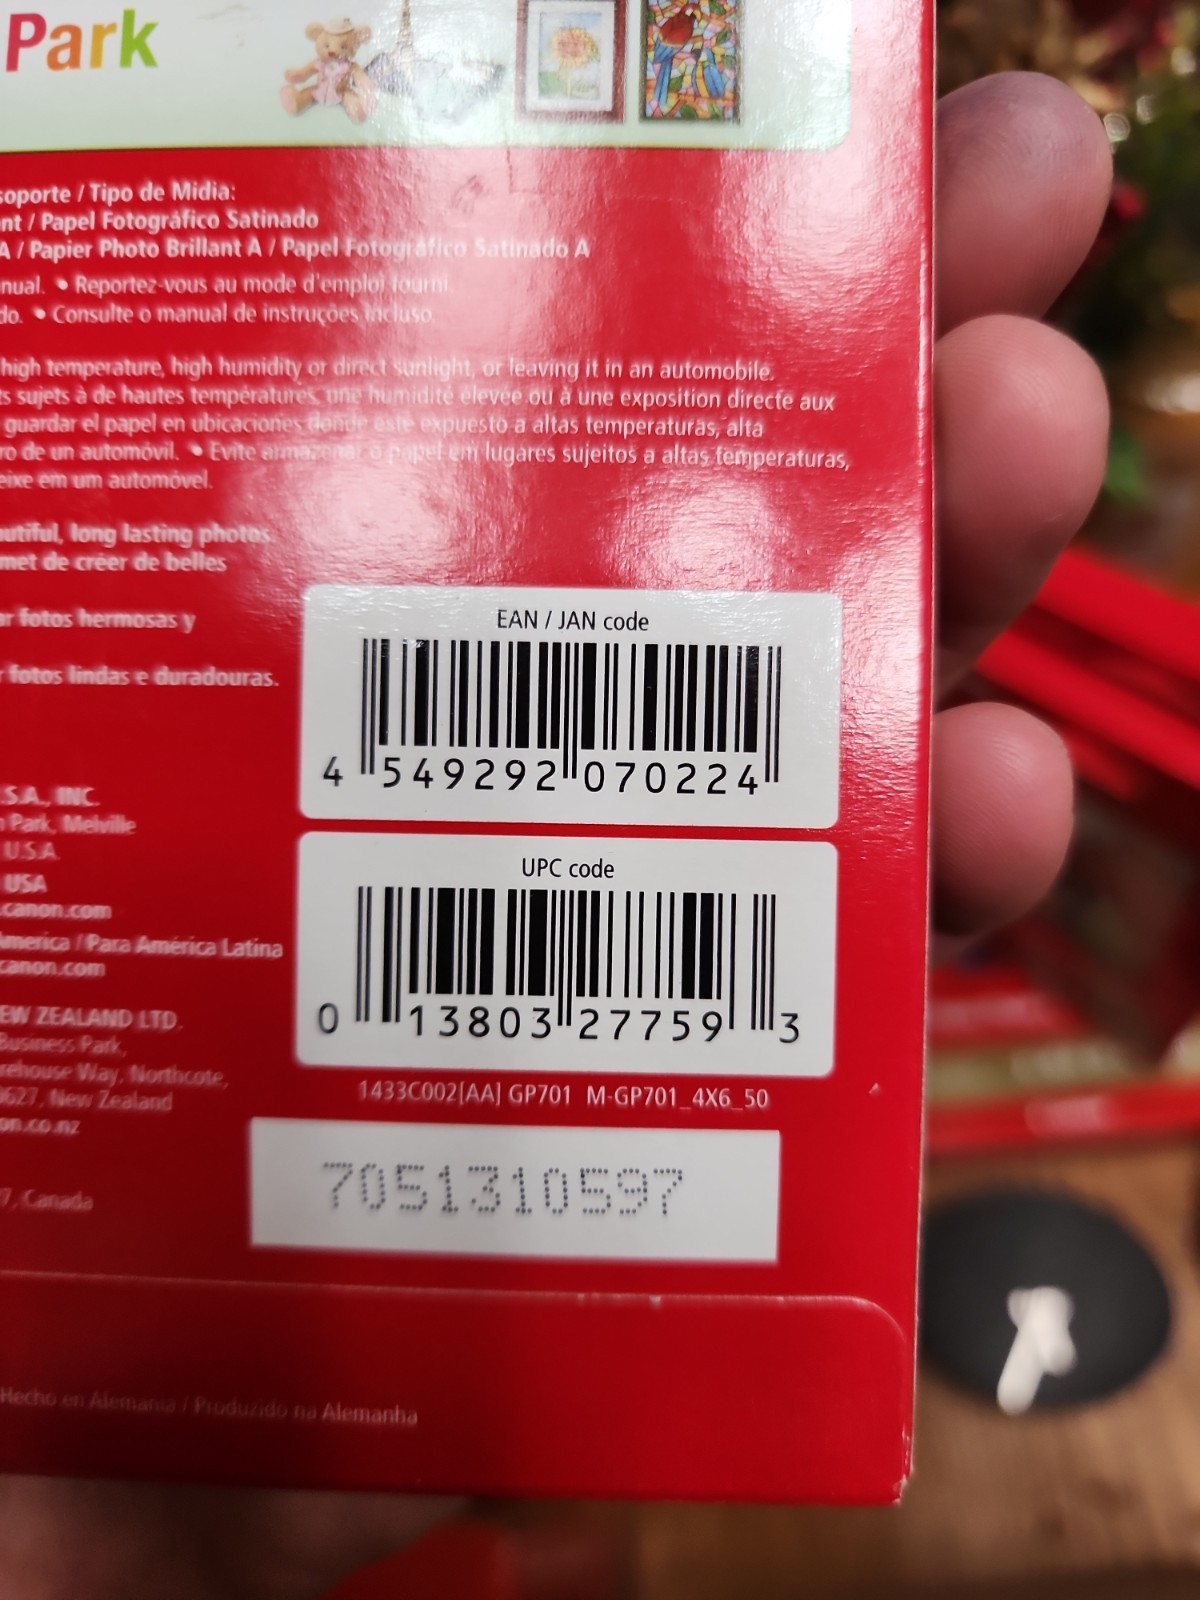 Park
soporte / Tipo de Mídia:
nt / Papel Fotográfico Satinado
A / Papier Photo Brillant A / Papel Fotográfico Satinado A
nual. • Reportez-vous au mode d'emploi fourni.
do. • Consulte o manual de instruções incluso.
high temperature, high humidity or direct sunlight, or leaving it in an automobile.
ts sujets à de hautes températures, une humidité élevée ou à une exposition directe aux
guardar el papel en ubicaciones donde esté expuesto a altas temperaturas, alta
ro de un automóvil. • Evite armazenar o papel em lugares sujeitos a altas temperaturas,
eixe em um automóvel.
autiful, long lasting photos.
met de créer de belles
ar fotos hermosas y
r fotos lindas e duradouras.
EAN / JAN code
4 549292 070224
.S.A., INC.
n Park, Melville
U.S.A.
USA
.canon.com
America / Para América Latina
canon.com
EW ZEALAND LTD.
Business Park,
rehouse Way, Northcote,
0627, New Zealand
on.co.nz
7, Canada
UPC code
0 13803 27759 3
1433C002[AA] GP701 M-GP701_4X6_50
7051310597
Hecho en Alemania / Produzido na Alemanha